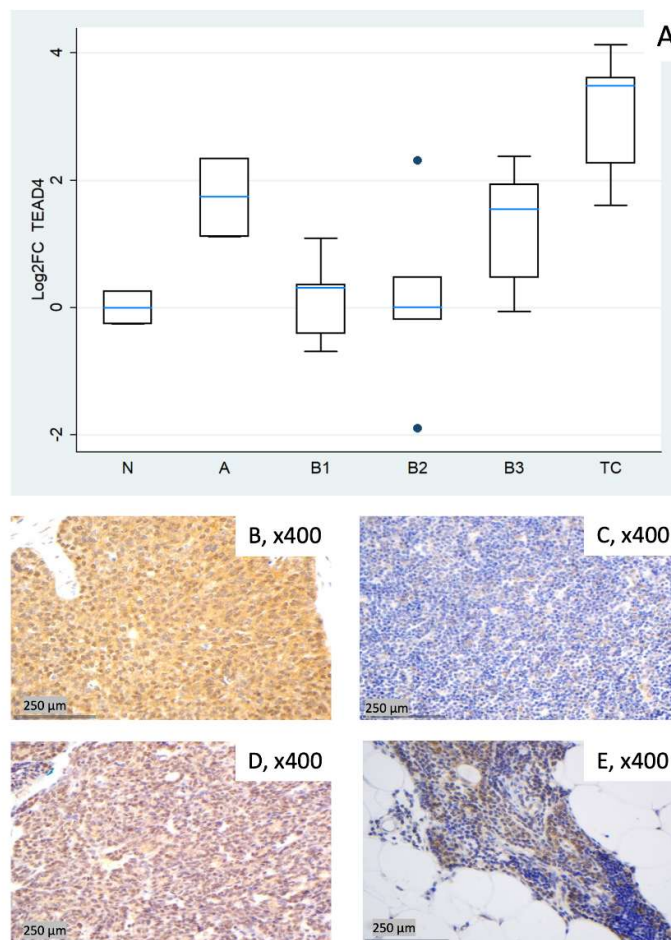 A
Log2FC TEAD4
4
2
0
-2
N A B1 B2 B3 TC
B, x400
250 µm
C, x400
250 µm
D, x400
250 µm
E, x400
250 µm